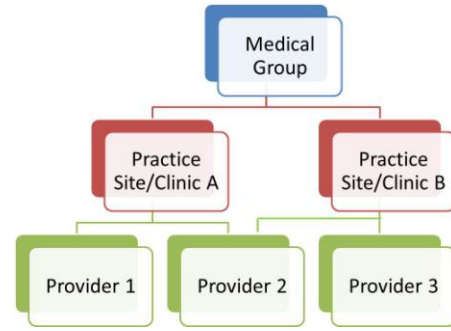 Medical
Group
Practice
Site/Clinic A
Practice
Site/Clinic B
Provider 1
Provider 2
Provider 3